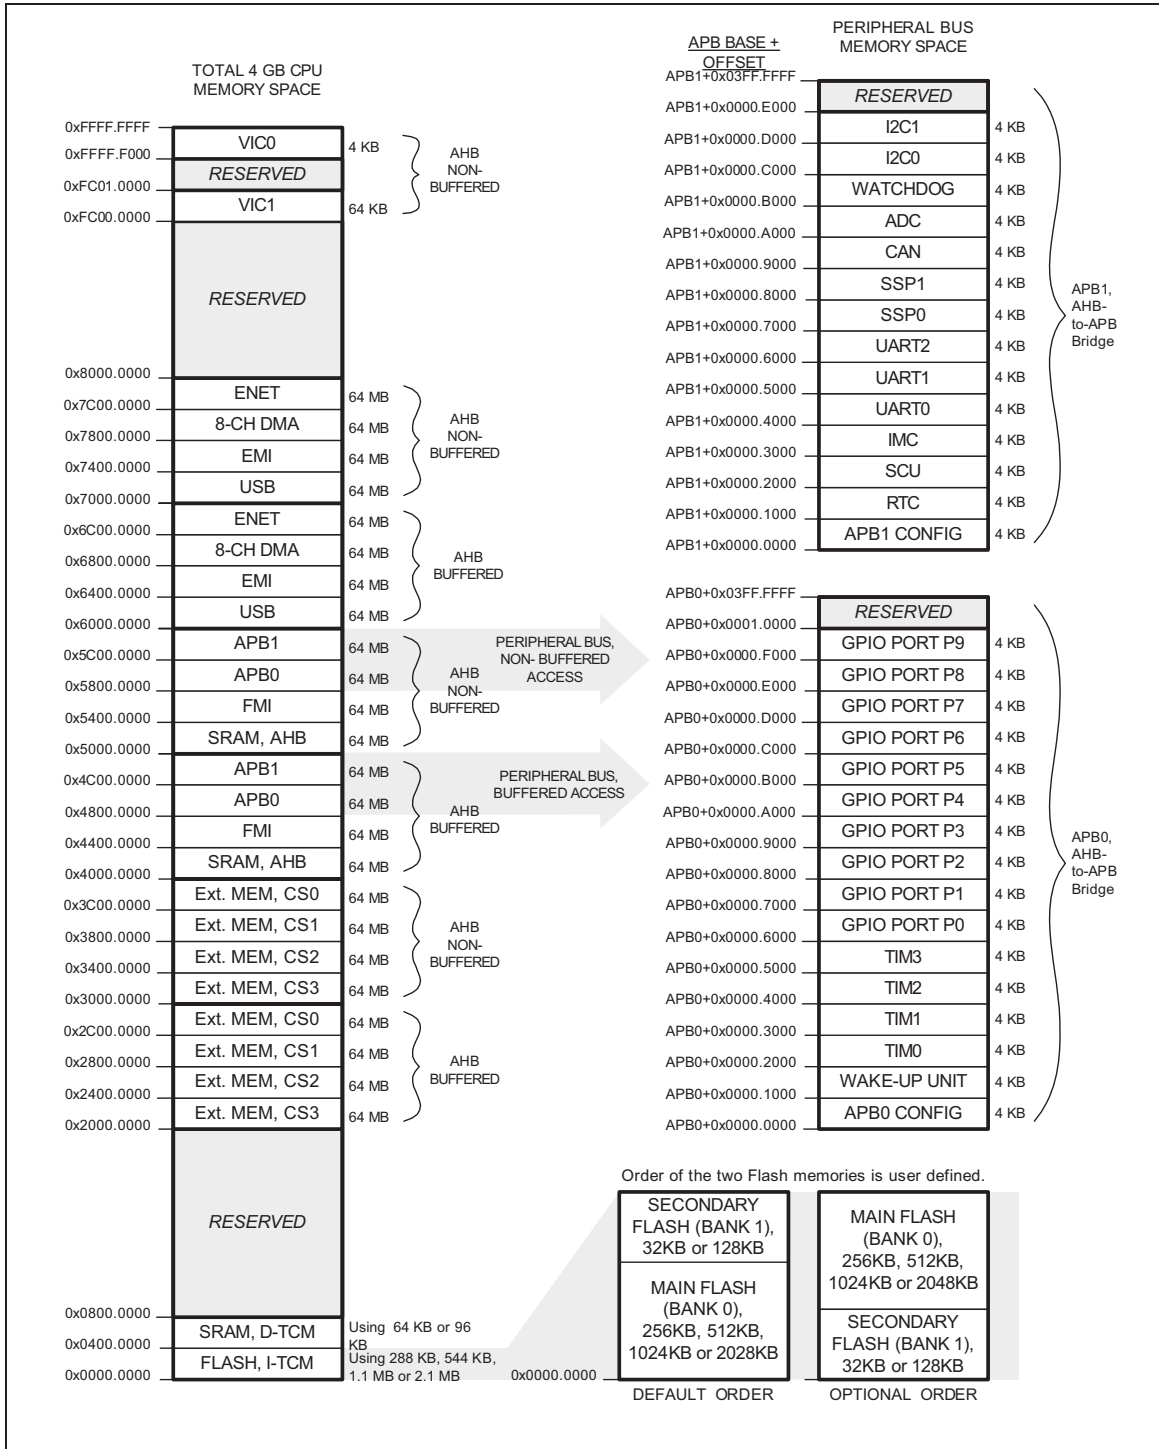 TOTAL 4 GB CPU
MEMORY SPACE
0xFFFF.FFFF
VIC0
4 KB
0xFFFF.F000
RESERVED
0xFC01.0000
VIC1
64 KB
0xFC00.0000
AHB
NON-
BUFFERED
RESERVED
0x8000.0000
ENET
64 MB
0x7C00.0000
8-CH DMA
64 MB
0x7800.0000
EMI
64 MB
0x7400.0000
USB
64 MB
0x7000.0000
AHB
NON-
BUFFERED
ENET
64 MB
0x6C00.0000
8-CH DMA
64 MB
0x6800.0000
EMI
64 MB
0x6400.0000
USB
64 MB
0x6000.0000
AHB
BUFFERED
APB1
64 MB
0x5C00.0000
APB0
64 MB
0x5800.0000
FMI
64 MB
0x5400.0000
SRAM, AHB
64 MB
0x5000.0000
AHB
NON-
BUFFERED
PERIPHERAL BUS,
NON- BUFFERED
ACCESS
APB1
64 MB
0x4C00.0000
APB0
64 MB
0x4800.0000
FMI
64 MB
0x4400.0000
SRAM, AHB
64 MB
0x4000.0000
AHB
BUFFERED
PERIPHERAL BUS,
BUFFERED ACCESS
Ext. MEM, CS0
64 MB
0x3C00.0000
Ext. MEM, CS1
64 MB
0x3800.0000
Ext. MEM, CS2
64 MB
0x3400.0000
Ext. MEM, CS3
64 MB
0x3000.0000
AHB
NON-
BUFFERED
Ext. MEM, CS0
64 MB
0x2C00.0000
Ext. MEM, CS1
64 MB
0x2800.0000
Ext. MEM, CS2
64 MB
0x2400.0000
Ext. MEM, CS3
64 MB
0x2000.0000
AHB
BUFFERED
RESERVED
0x0800.0000
SRAM, D-TCM
Using 64 KB or 96
KB
0x0400.0000
FLASH, I-TCM
Using 288 KB, 544 KB,
1.1 MB or 2.1 MB
0x0000.0000
APB BASE +
OFFSET
PERIPHERAL BUS
MEMORY SPACE
APB1+0x03FF.FFFF
RESERVED
APB1+0x0000.E000
I2C1
4 KB
APB1+0x0000.D000
I2C0
4 KB
APB1+0x0000.C000
WATCHDOG
4 KB
APB1+0x0000.B000
ADC
4 KB
APB1+0x0000.A000
CAN
4 KB
APB1+0x0000.9000
SSP1
4 KB
APB1+0x0000.8000
SSP0
4 KB
APB1+0x0000.7000
UART2
4 KB
APB1+0x0000.6000
UART1
4 KB
APB1+0x0000.5000
UART0
4 KB
APB1+0x0000.4000
IMC
4 KB
APB1+0x0000.3000
SCU
4 KB
APB1+0x0000.2000
RTC
4 KB
APB1+0x0000.1000
APB1 CONFIG
4 KB
APB1+0x0000.0000
APB1,
AHB-
to-APB
Bridge
APB0+0x03FF.FFFF
RESERVED
APB0+0x0001.0000
GPIO PORT P9
4 KB
APB0+0x0000.F000
GPIO PORT P8
4 KB
APB0+0x0000.E000
GPIO PORT P7
4 KB
APB0+0x0000.D000
GPIO PORT P6
4 KB
APB0+0x0000.C000
GPIO PORT P5
4 KB
APB0+0x0000.B000
GPIO PORT P4
4 KB
APB0+0x0000.A000
GPIO PORT P3
4 KB
APB0+0x0000.9000
GPIO PORT P2
4 KB
APB0+0x0000.8000
GPIO PORT P1
4 KB
APB0+0x0000.7000
GPIO PORT P0
4 KB
APB0+0x0000.6000
TIM3
4 KB
APB0+0x0000.5000
TIM2
4 KB
APB0+0x0000.4000
TIM1
4 KB
APB0+0x0000.3000
TIM0
4 KB
APB0+0x0000.2000
WAKE-UP UNIT
4 KB
APB0+0x0000.1000
APB0 CONFIG
4 KB
APB0+0x0000.0000
APB0,
AHB-
to-APB
Bridge
Order of the two Flash memories is user defined.
SECONDARY
FLASH (BANK 1),
32KB or 128KB
MAIN FLASH
(BANK 0),
256KB, 512KB,
1024KB or 2028KB
0x0000.0000
DEFAULT ORDER
MAIN FLASH
(BANK 0),
256KB, 512KB,
1024KB or 2048KB
SECONDARY
FLASH (BANK 1),
32KB or 128KB
OPTIONAL ORDER